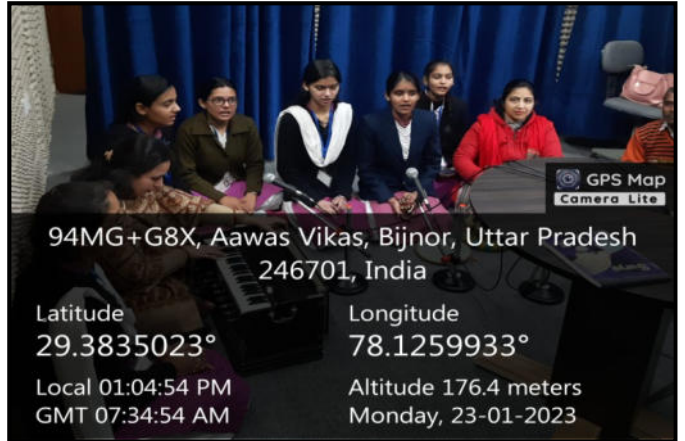 GPS Map
Camera Lite
94MG+G8X, Aawas Vikas, Bijnor, Uttar Pradesh
246701, India
Latitude
29.3835023°
Longitude
78.1259933°
Local 01:04:54 PM
GMT 07:34:54 AM
Altitude 176.4 meters
Monday, 23-01-2023